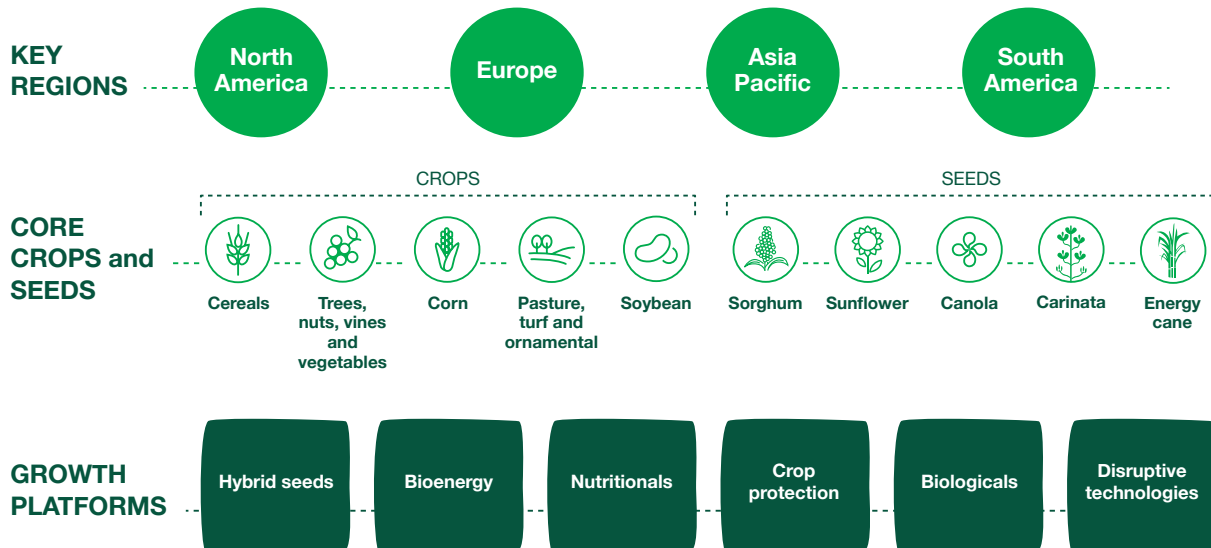 KEY
REGIONS
North
America
Europe
Asia
Pacific
South
America
CROPS
SEEDS
CORE
CROPS and
SEEDS
Cereals
Trees,
nuts, vines
and
vegetables
Corn
Pasture,
turf and
ornamental
Soybean
Sorghum
Sunflower
Canola
Carinata
Energy
cane
GROWTH
PLATFORMS
Hybrid seeds
Bioenergy
Nutritionals
Crop
protection
Biologicals
Disruptive
technologies